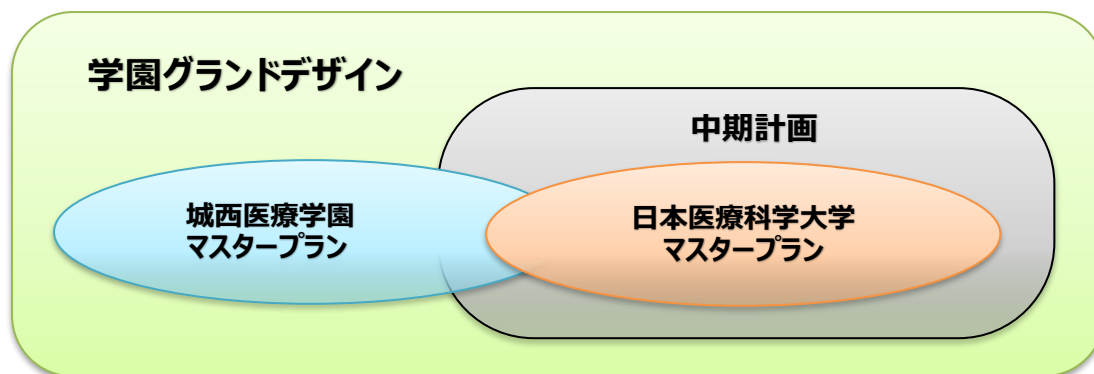 学園グランドデザイン
中期計画
城西医療学園
マスタープラン
日本医療科学大学
マスタープラン